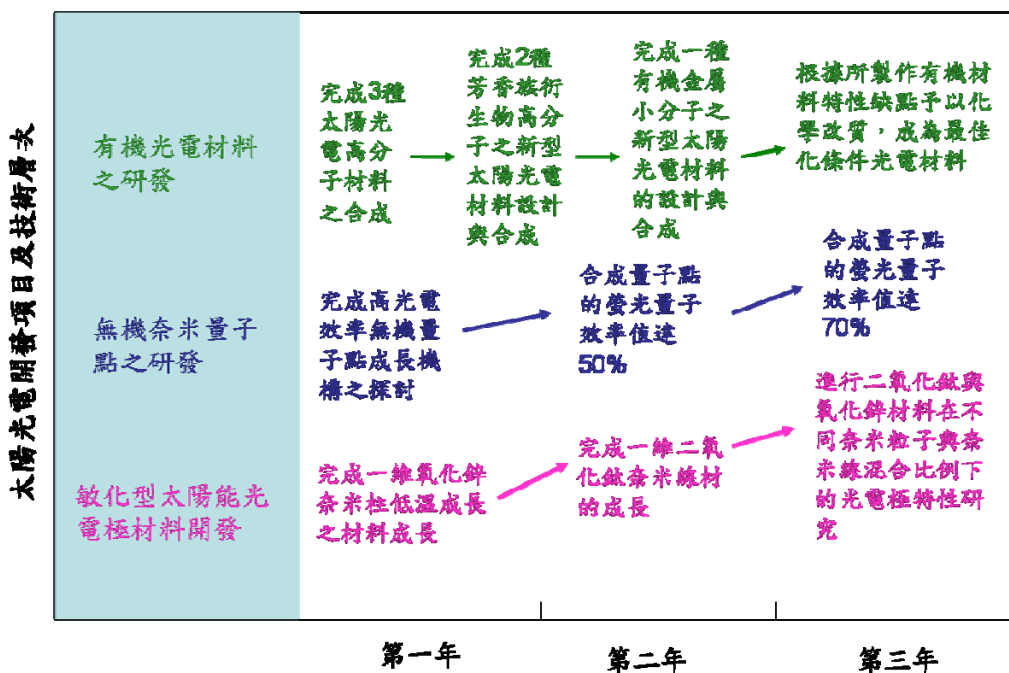 太陽光電開發項目及技術層次
有機光電材料
之研發
完成3種
太陽光
電高分
子材料
之合成
完成2種
芳香族衍
生物高分
子之新型
太陽光電
材料設計
與合成
完成一種
有機金屬
小分子之
新型太陽
光電材料
的設計與
合成
根據所製作有機材
料特性缺點予以化
學改質，成為最佳
化條件光電材料
無機奈米量子
點之研發
完成高光電
效率無機量
子點成長機
構之探討
合成量子點
的螢光量子
效率值達
50%
合成量子點
的螢光量子
效率值達
70%
敏化型太陽能光
電極材料開發
完成一維氧化鋅
奈米柱低溫成長
之材料成長
完成一維二氧
化鈦奈米線材
的成長
進行二氧化鈦與
氧化鋅材料在不
同奈米粒子與奈
米線混合比例下
的光電極特性研
究
第一年
第二年
第三年